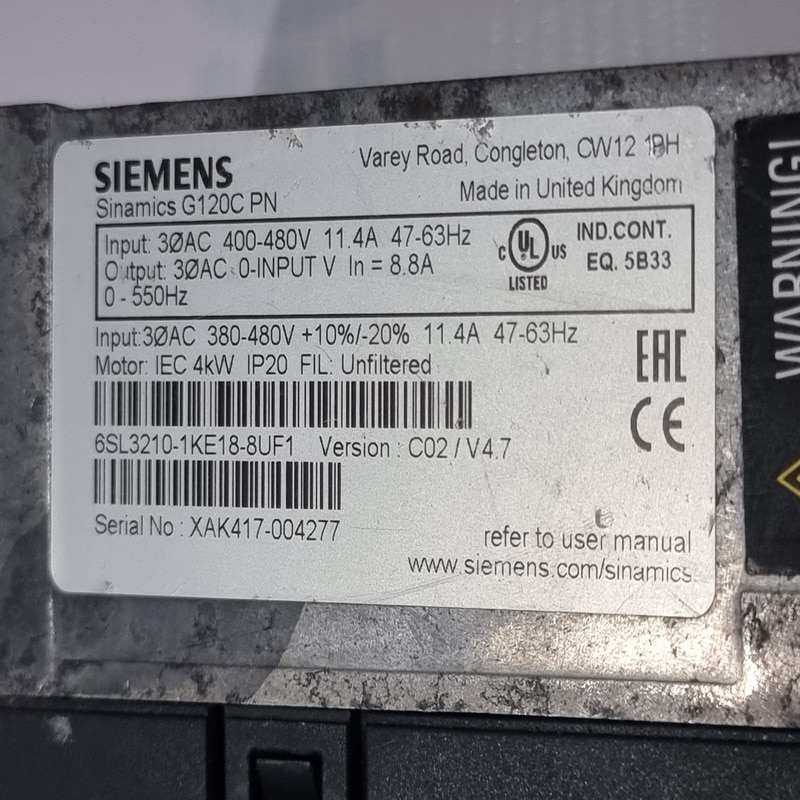 SIEMENS
Sinamics G120C PN
Varey Road, Congleton, CW12 1PH
Made in United Kingdom
Input: 3ØAC 400-480V 11.4A 47-63Hz
Output: 3ØAC 0-INPUT V In = 8.8A
0 - 550Hz
C UL US
LISTED
IND.CONT.
EQ. 5B33
Input:3ØAC 380-480V +10%/-20% 11.4A 47-63Hz
Motor: IEC 4kW IP20 FIL: Unfiltered
EAC
CE
6SL3210-1KE18-8UF1 Version : C02 / V4.7
Serial No : XAK417-004277
refer to user manual
www.siemens.com/sinamics
WARNING!